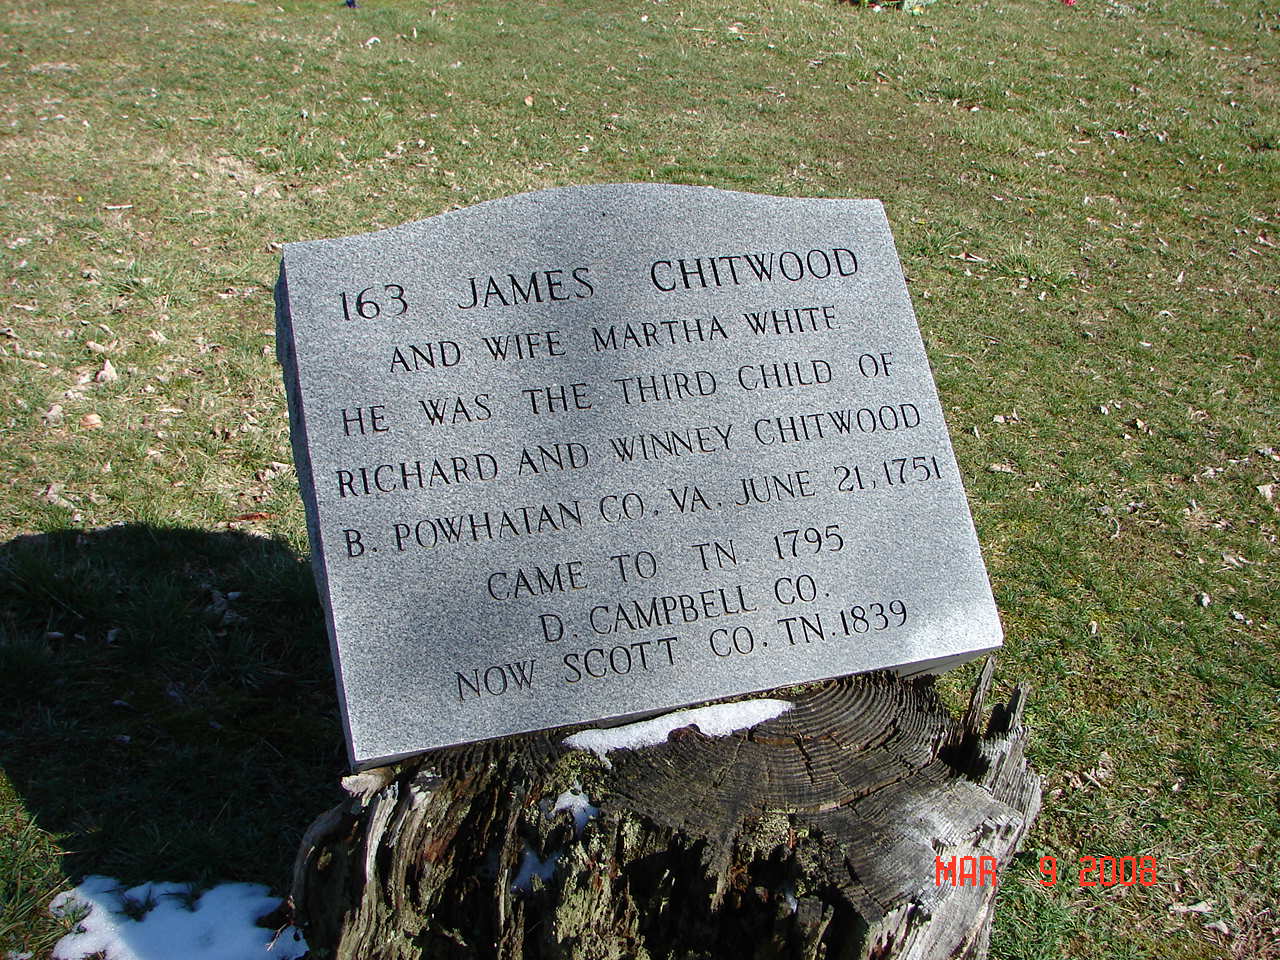 163 JAMES CHITWOOD
AND WIFE MARTHA WHITE
HE WAS THE THIRD CHILD OF
RICHARD AND WINNEY CHITWOOD
B. POWHATAN CO. VA. JUNE 21, 1751
CAME TO TN. 1795
D. CAMPBELL CO.
NOW SCOTT CO. TN. 1839
MAR 9 2008